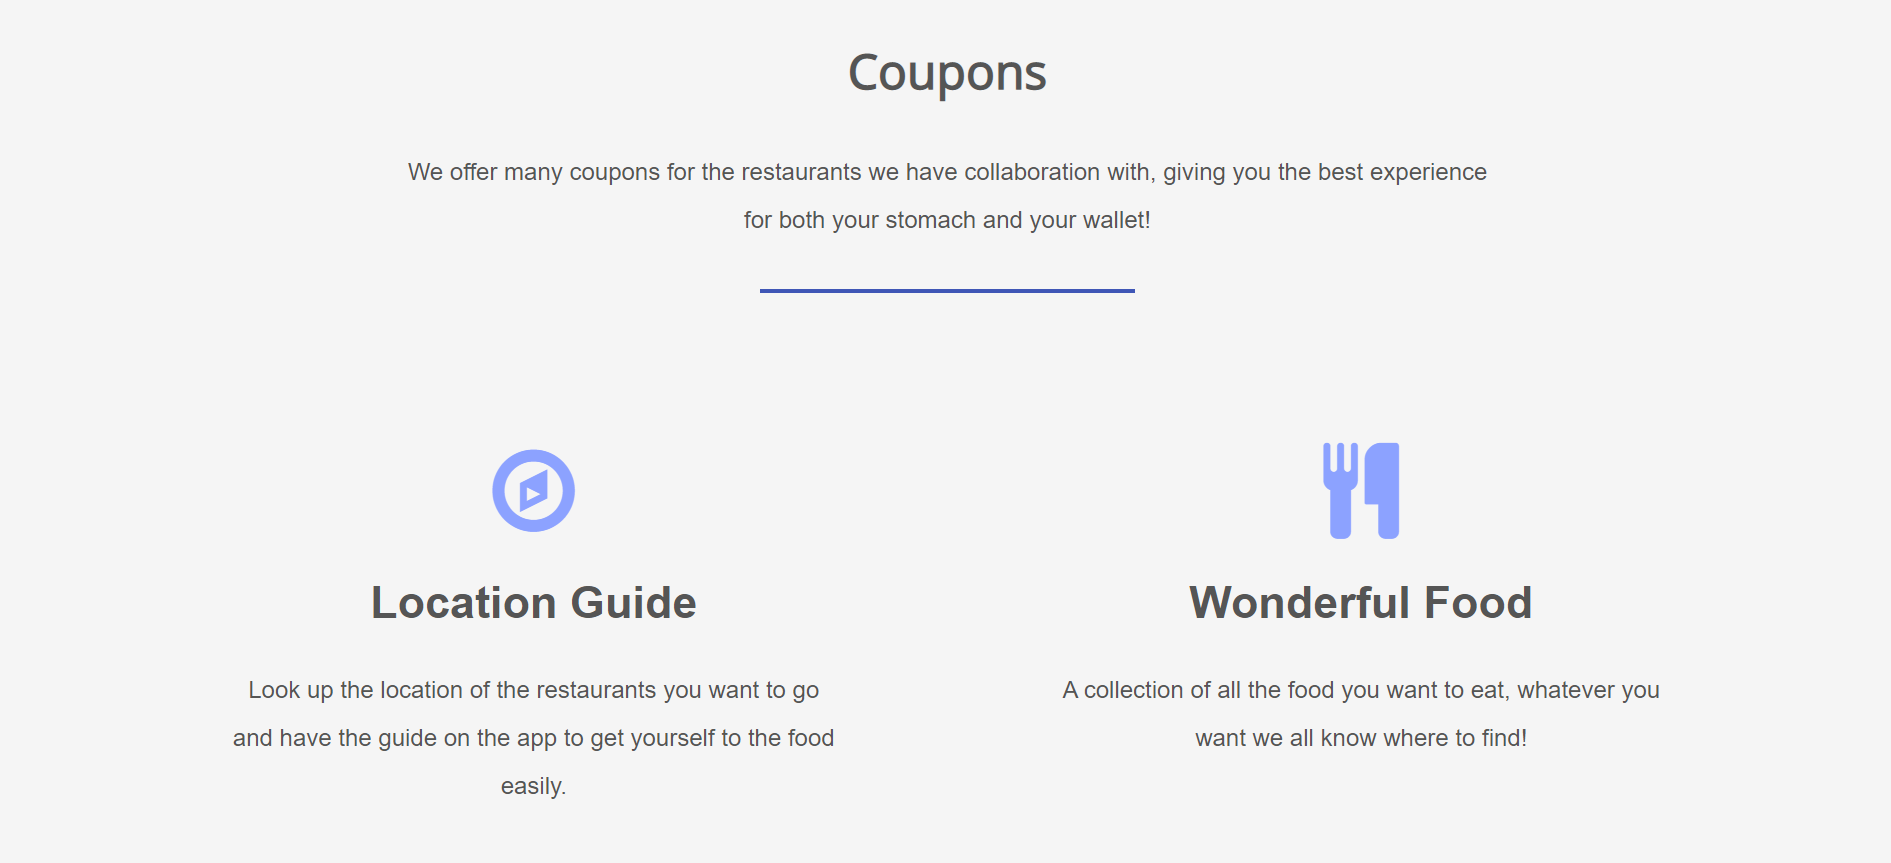 Coupons
We offer many coupons for the restaurants we have collaboration with, giving you the best experience
for both your stomach and your wallet!
Location Guide
Look up the location of the restaurants you want to go
and have the guide on the app to get yourself to the food
easily.
Wonderful Food
A collection of all the food you want to eat, whatever you
want we all know where to find!